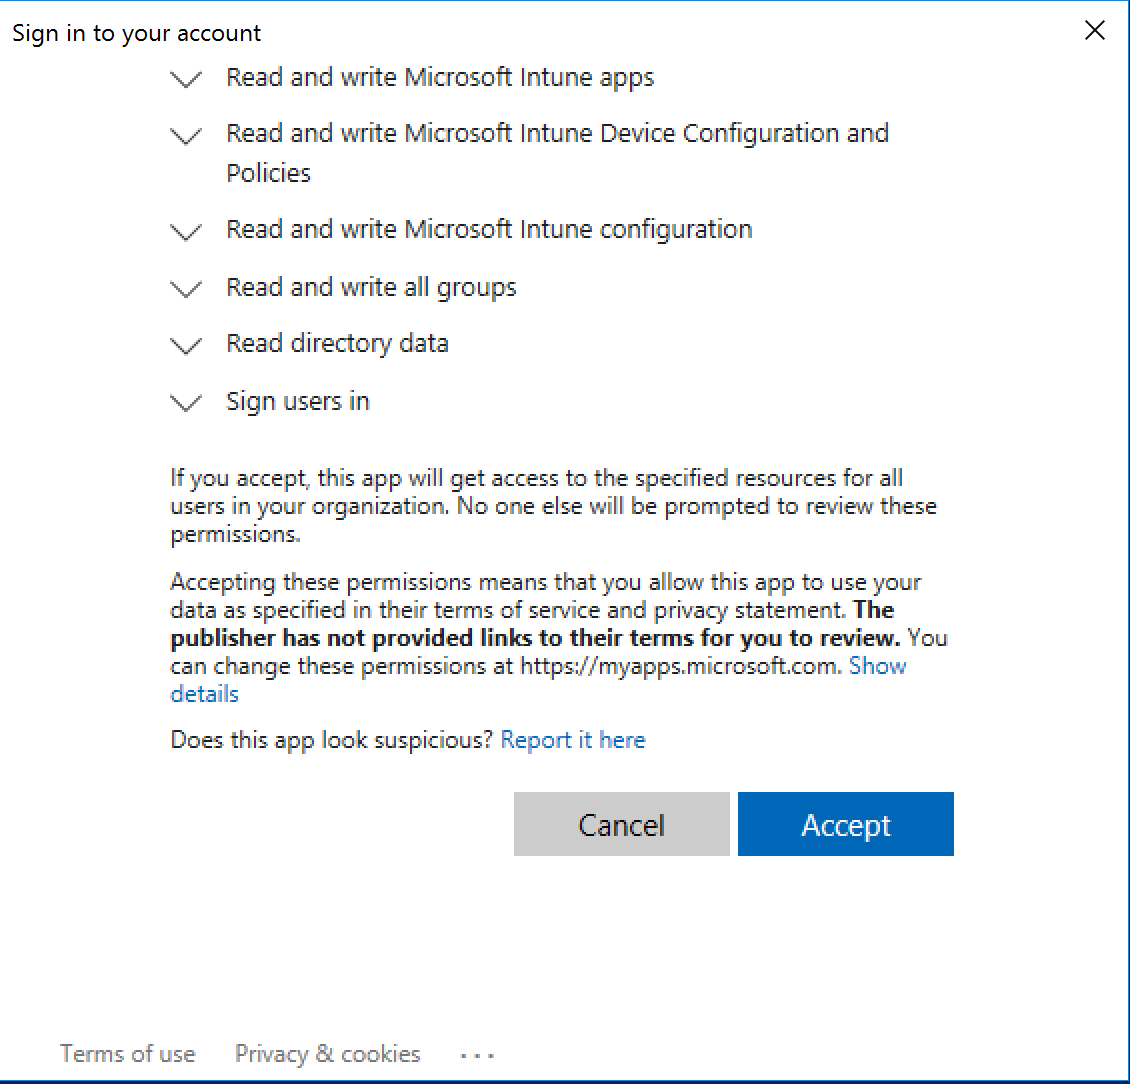 Sign in to your account
Read and write Microsoft Intune apps
Read and write Microsoft Intune Device Configuration and
Policies
Read and write Microsoft Intune configuration
Read and write all groups
Read directory data
Sign users in
If you accept, this app will get access to the specified resources for all
users in your organization. No one else will be prompted to review these
permissions.
Accepting these permissions means that you allow this app to use your
data as specified in their terms of service and privacy statement. The
publisher has not provided links to their terms for you to review. You
can change these permissions at https://myapps.microsoft.com. Show
details
Does this app look suspicious? Report it here
Cancel Accept
Terms of use Privacy & cookies ...